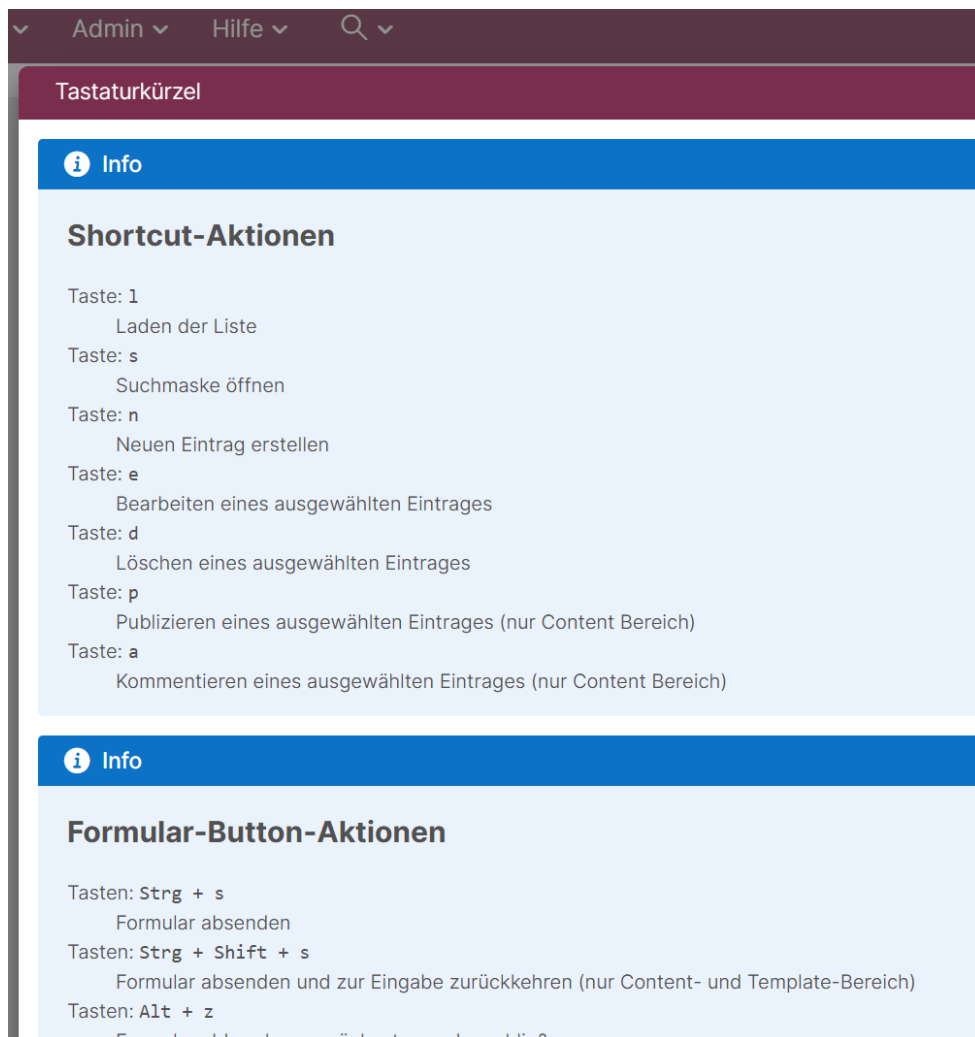 Admin
Hilfe
Tastaturkürzel
Info
Shortcut-Aktionen
Taste: l
Laden der Liste
Taste: s
Suchmaske öffnen
Taste: n
Neuen Eintrag erstellen
Taste: e
Bearbeiten eines ausgewählten Eintrages
Taste: d
Löschen eines ausgewählten Eintrages
Taste: p
Publizieren eines ausgewählten Eintrages (nur Content Bereich)
Taste: a
Kommentieren eines ausgewählten Eintrages (nur Content Bereich)
Info
Formular-Button-Aktionen
Tasten: Strg + s
Formular absenden
Tasten: Strg + Shift + s
Formular absenden und zur Eingabe zurückkehren (nur Content- und Template-Bereich)
Tasten: Alt + z